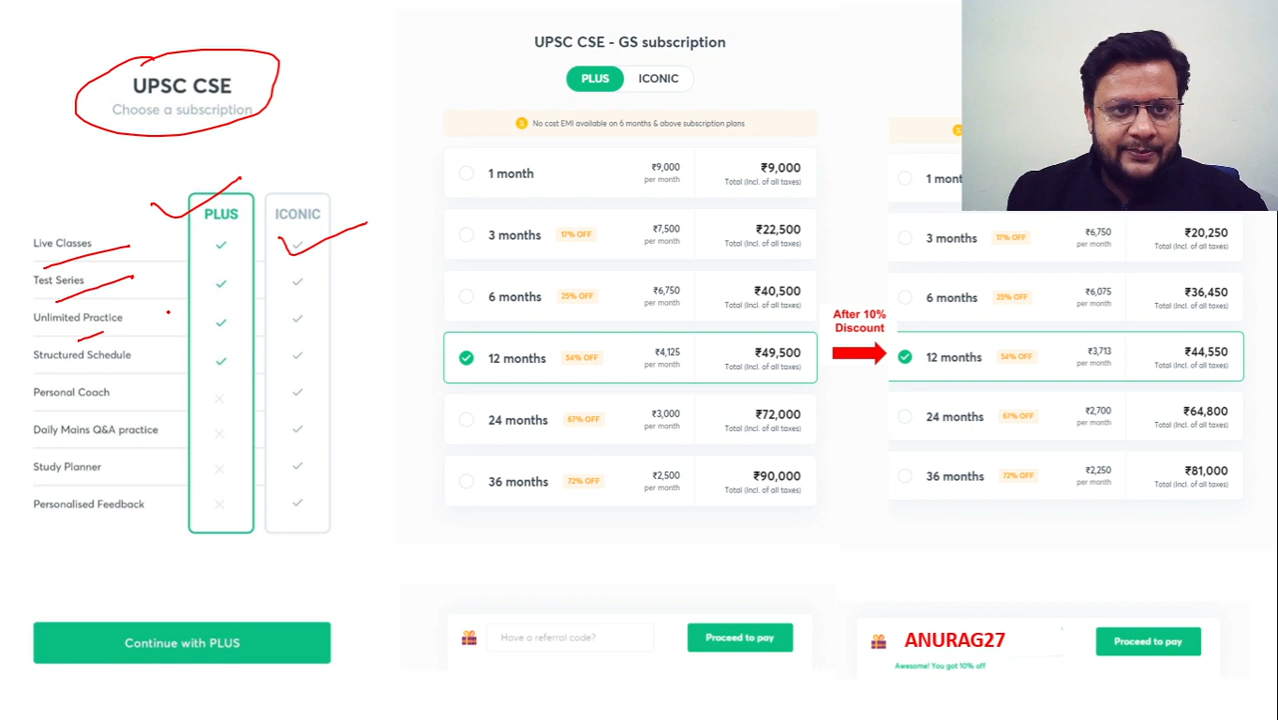 UPSC CSE
Choose a subscription
PLUS
ICONIC
Live Classes
Test Series
Unlimited Practice
Structured Schedule
Personal Coach
Daily Mains Q&A practice
Study Planner
Personalised Feedback
Continue with PLUS
UPSC CSE - GS subscription
PLUS
ICONIC
No cost EMI available on 6 months & above subscription plans
1 month ₹9,000 ₹9,000
per month Total (Incl. of all taxes)
3 months 17% OFF ₹7,500 ₹22,500
per month Total (Incl. of all taxes)
6 months 25% OFF ₹6,750 ₹40,500
per month Total (Incl. of all taxes)
12 months 54% OFF ₹4,125 ₹49,500
per month Total (Incl. of all taxes)
24 months 67% OFF ₹3,000 ₹72,000
per month Total (Incl. of all taxes)
36 months 72% OFF ₹2,500 ₹90,000
per month Total (Incl. of all taxes)
Have a referral code?
Proceed to pay
After 10%
Discount
1 mont
3 months 17% OFF ₹6,750 ₹20,250
per month Total (Incl. of all taxes)
6 months 25% OFF ₹6,075 ₹36,450
per month Total (Incl. of all taxes)
12 months 54% OFF ₹3,713 ₹44,550
per month Total (Incl. of all taxes)
24 months 67% OFF ₹2,700 ₹64,800
per month Total (Incl. of all taxes)
36 months 72% OFF ₹2,250 ₹81,000
per month Total (Incl. of all taxes)
ANURAG27
Awesome! You got 10% off
Proceed to pay